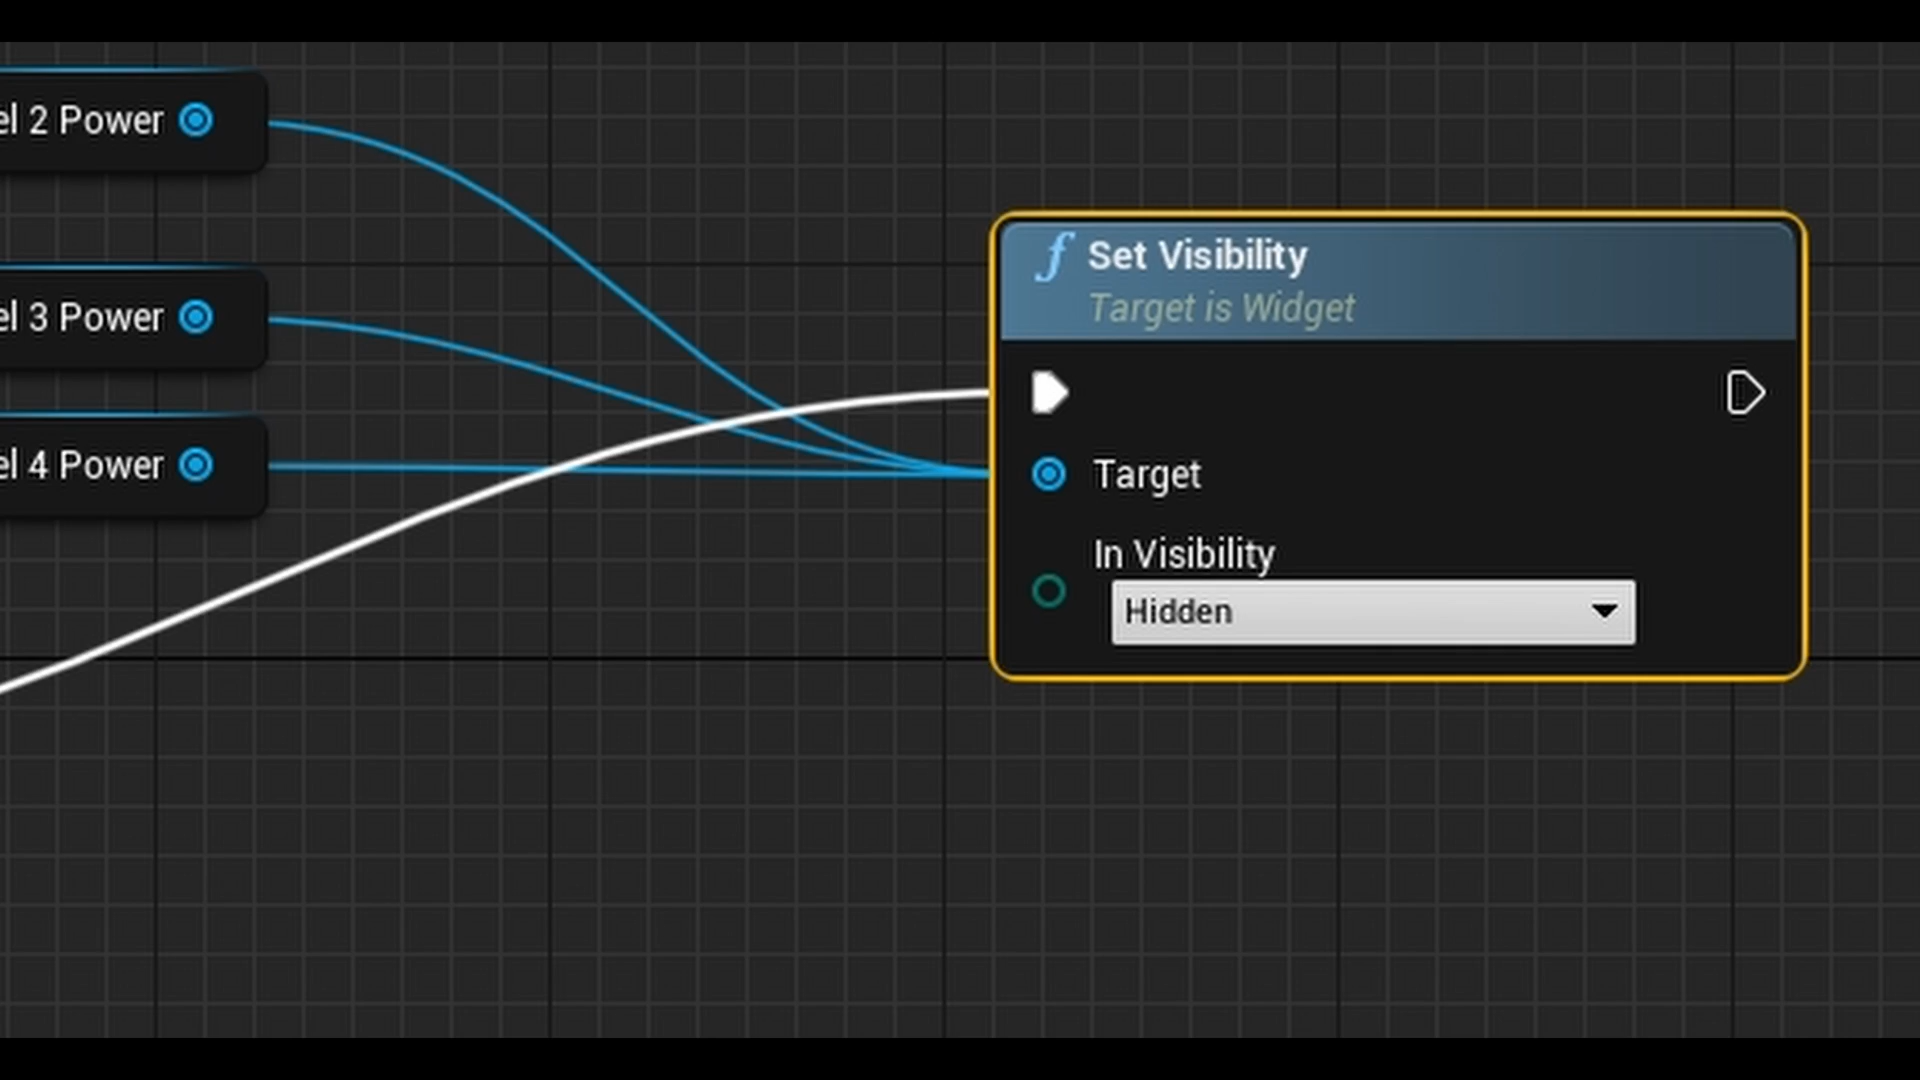 el 2 Power
el 3 Power
el 4 Power
Set Visibility
Target is Widget
Target
In Visibility
Hidden